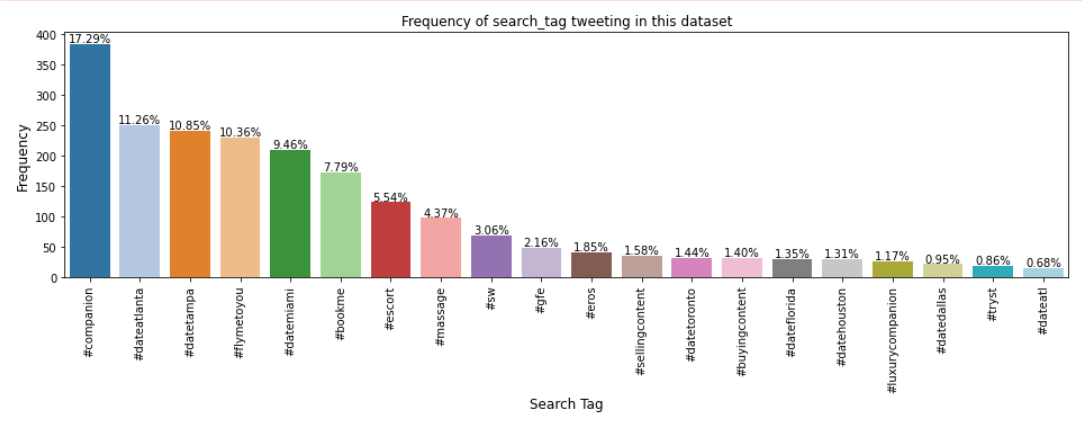 Frequency of search_tag tweeting in this dataset
Frequency
400
350
300
250
200
150
100
50
0
17.29%
11.26%
10.85%
10.36%
9.46%
7.79%
5.54%
4.37%
3.06%
2.16%
1.85%
1.58%
1.44%
1.40%
1.35%
1.31%
1.17%
0.95%
0.86%
0.68%
#companion
#dateatlanta
#datetampa
#flymetoyou
#datemiami
#bookme
#escort
#massage
#sw
#gfe
#eros
#sellingcontent
#datetoronto
#buyingcontent
#dateflorida
#datehouston
#luxurycompanion
#datedallas
#tryst
#dateatl
Search Tag